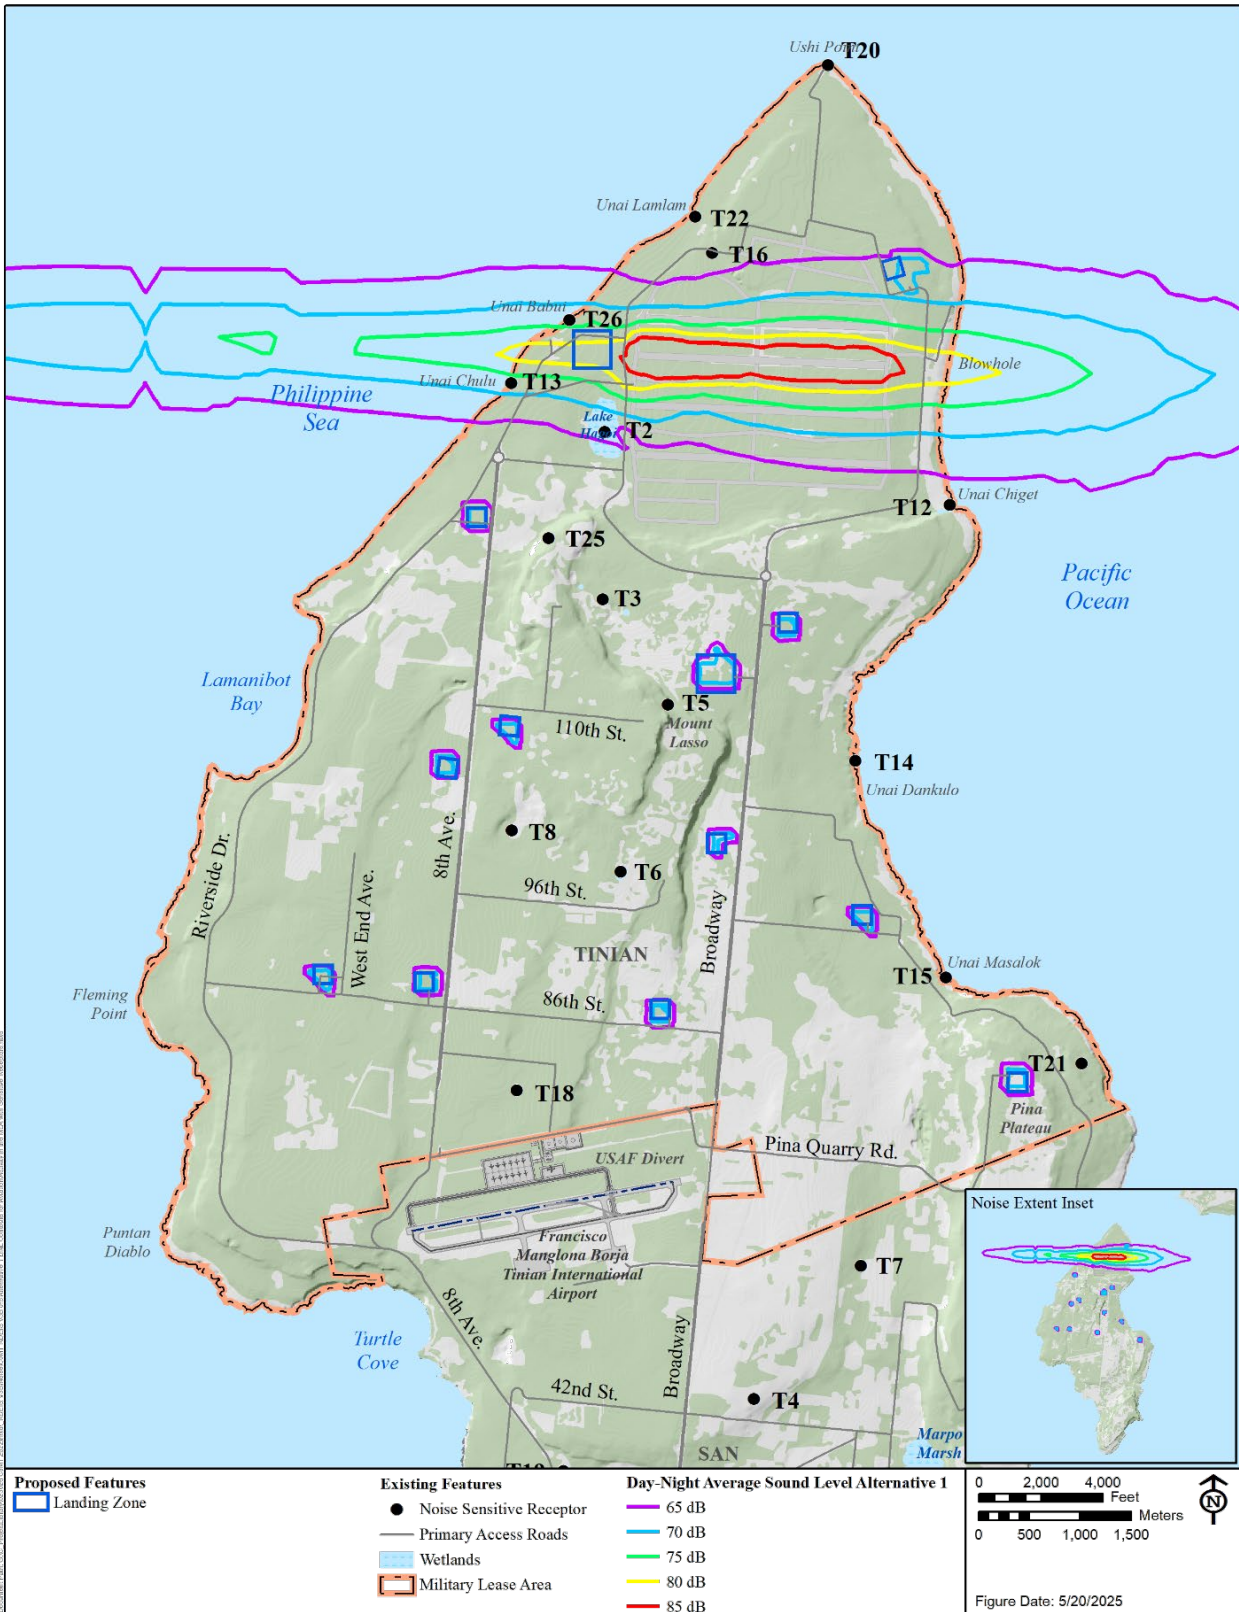 Ushi Point
T20
Unai Lamlam
T22
T16
Unai Babui
T26
Blowhole
Unai Chulu
T13
Philippine
Sea
Lake
T2
Unai Chiget
T12
T25
Pacific
Ocean
T3
Lamanibot
Bay
T5
Mount
Lasso
110th St.
T14
Unai Dankulo
T8
8th Ave.
Riverside Dr.
T6
96th St.
West End Ave.
Broadway
TINIAN
Unai Masalok
T15
Fleming
Point
86th St.
T21
T18
Pina
Plateau
Pina Quarry Rd.
USAF Divert
Puntan
Diablo
Francisco
Manglona Borja
Tinian International
Airport
T7
8th Ave.
Turtle
Cove
Broadway
42nd St.
T4
SAN
Marpo
Marsh
Noise Extent Inset
Proposed Features
Landing Zone
Existing Features
Noise Sensitive Receptor
Primary Access Roads
Wetlands
Military Lease Area
Day-Night Average Sound Level Alternative 1
65 dB
70 dB
75 dB
80 dB
85 dB
0 2,000 4,000
Feet
Meters
0 500 1,000 1,500
N
Figure Date: 5/20/2025